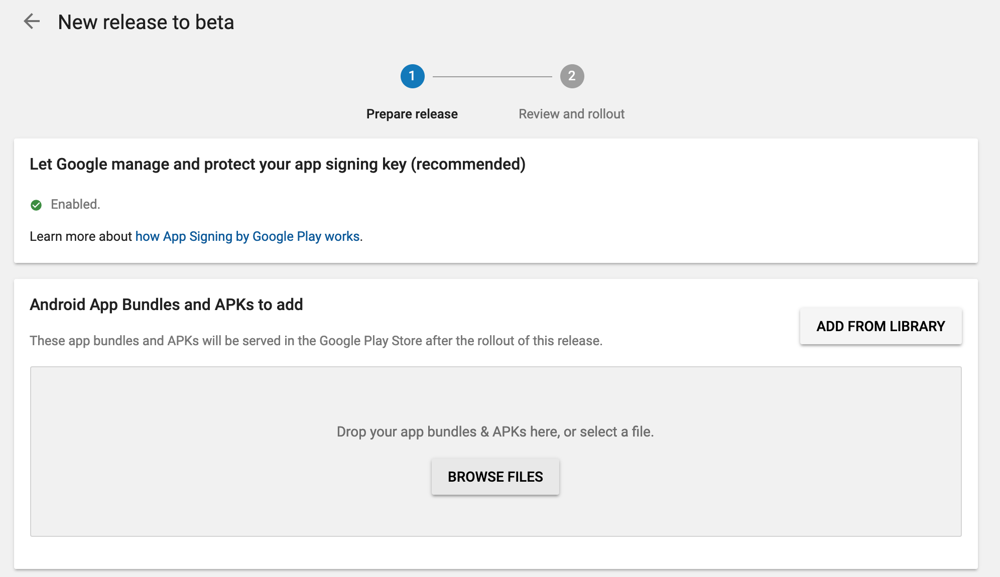 New release to beta
1
2
Prepare release
Review and rollout
Let Google manage and protect your app signing key (recommended)
Enabled.
Learn more about how App Signing by Google Play works.
Android App Bundles and APKs to add
ADD FROM LIBRARY
These app bundles and APKs will be served in the Google Play Store after the rollout of this release.
Drop your app bundles & APKs here, or select a file.
BROWSE FILES